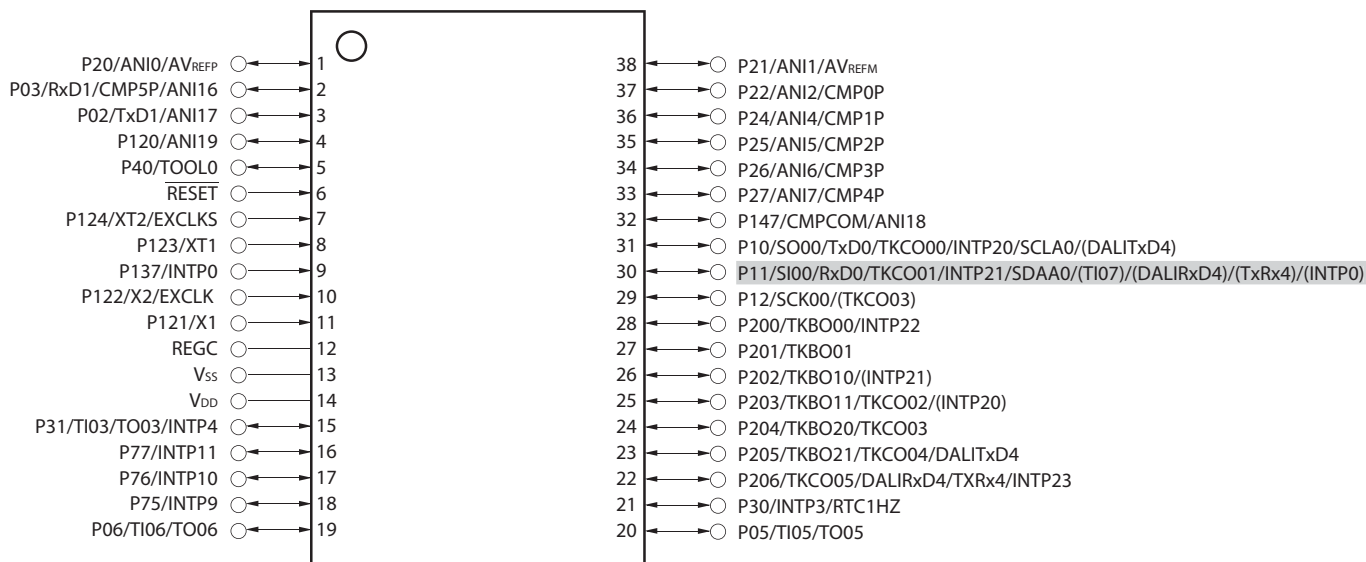 P20/ANI0/AVREFP 1 38 P21/ANI1/AVREFM
P03/RxD1/CMP5P/ANI16 2 37 P22/ANI2/CMP0P
P02/TxD1/ANI17 3 36 P24/ANI4/CMP1P
P120/ANI19 4 35 P25/ANI5/CMP2P
P40/TOOL0 5 34 P26/ANI6/CMP3P
RESET 6 33 P27/ANI7/CMP4P
P124/XT2/EXCLKS 7 32 P147/CMPCOM/ANI18
P123/XT1 8 31 P10/SO00/TxD0/TKCO00/INTP20/SCLA0/(DALITxD4)
P137/INTP0 9 30 P11/SI00/RxD0/TKCO01/INTP21/SDAA0/(TI07)/(DALIRxD4)/(TxRx4)/(INTP0)
P122/X2/EXCLK 10 29 P12/SCK00/(TKCO03)
P121/X1 11 28 P200/TKBO00/INTP22
REGC 12 27 P201/TKBO01
VSS 13 26 P202/TKBO10/(INTP21)
VDD 14 25 P203/TKBO11/TKCO02/(INTP20)
P31/TI03/TO03/INTP4 15 24 P204/TKBO20/TKCO03
P77/INTP11 16 23 P205/TKBO21/TKCO04/DALITxD4
P76/INTP10 17 22 P206/TKCO05/DALIRxD4/TXRx4/INTP23
P75/INTP9 18 21 P30/INTP3/RTC1HZ
P06/TI06/TO06 19 20 P05/TI05/TO05